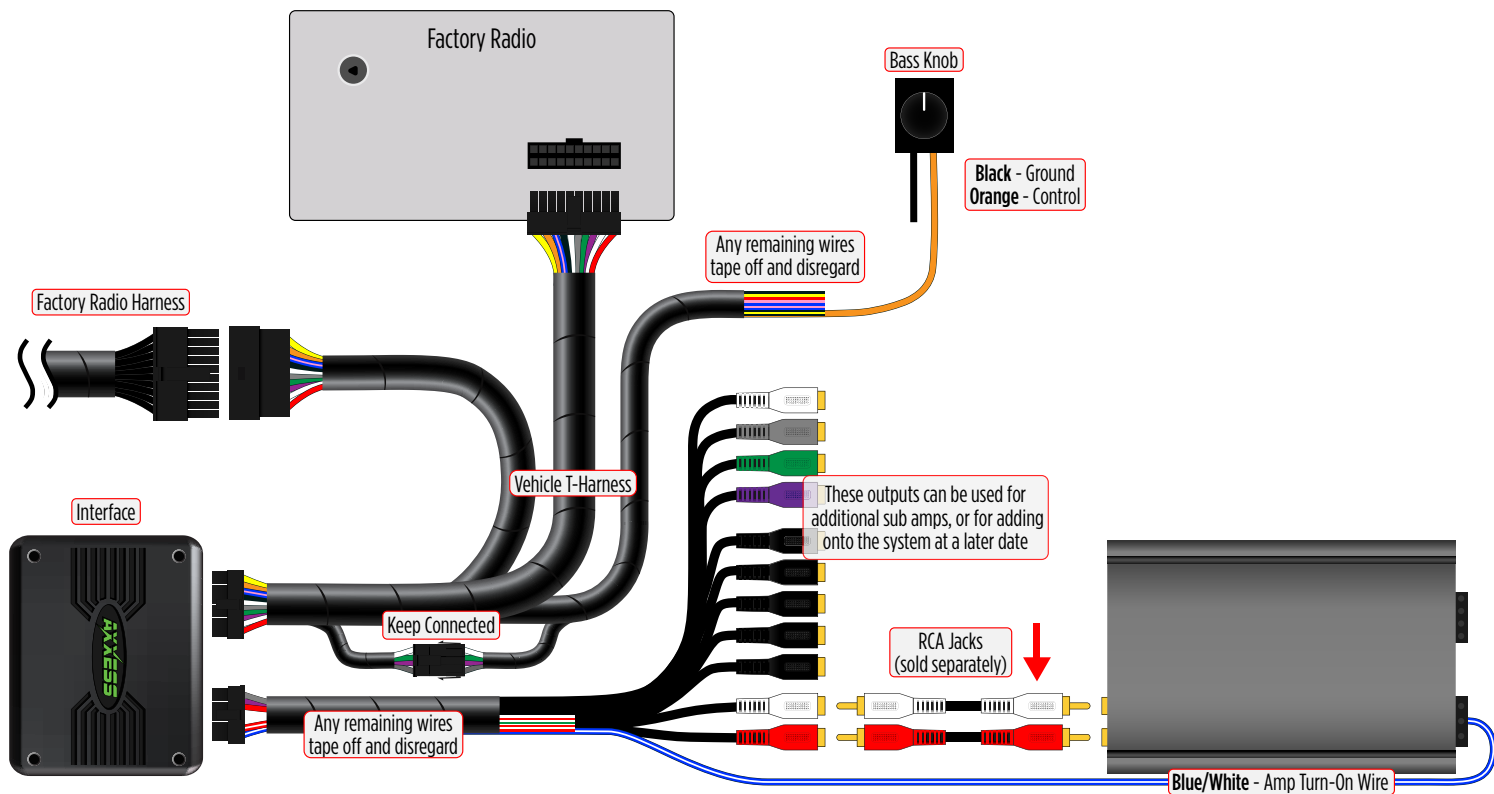 Factory Radio
Bass Knob
Black - Ground
Orange - Control
Any remaining wires
tape off and disregard
Factory Radio Harness
Vehicle T-Harness
These outputs can be used for
additional sub amps, or for adding
onto the system at a later date
Interface
AXXESS
Keep Connected
RCA Jacks
(sold separately)
Any remaining wires
tape off and disregard
Blue/White - Amp Turn-On Wire